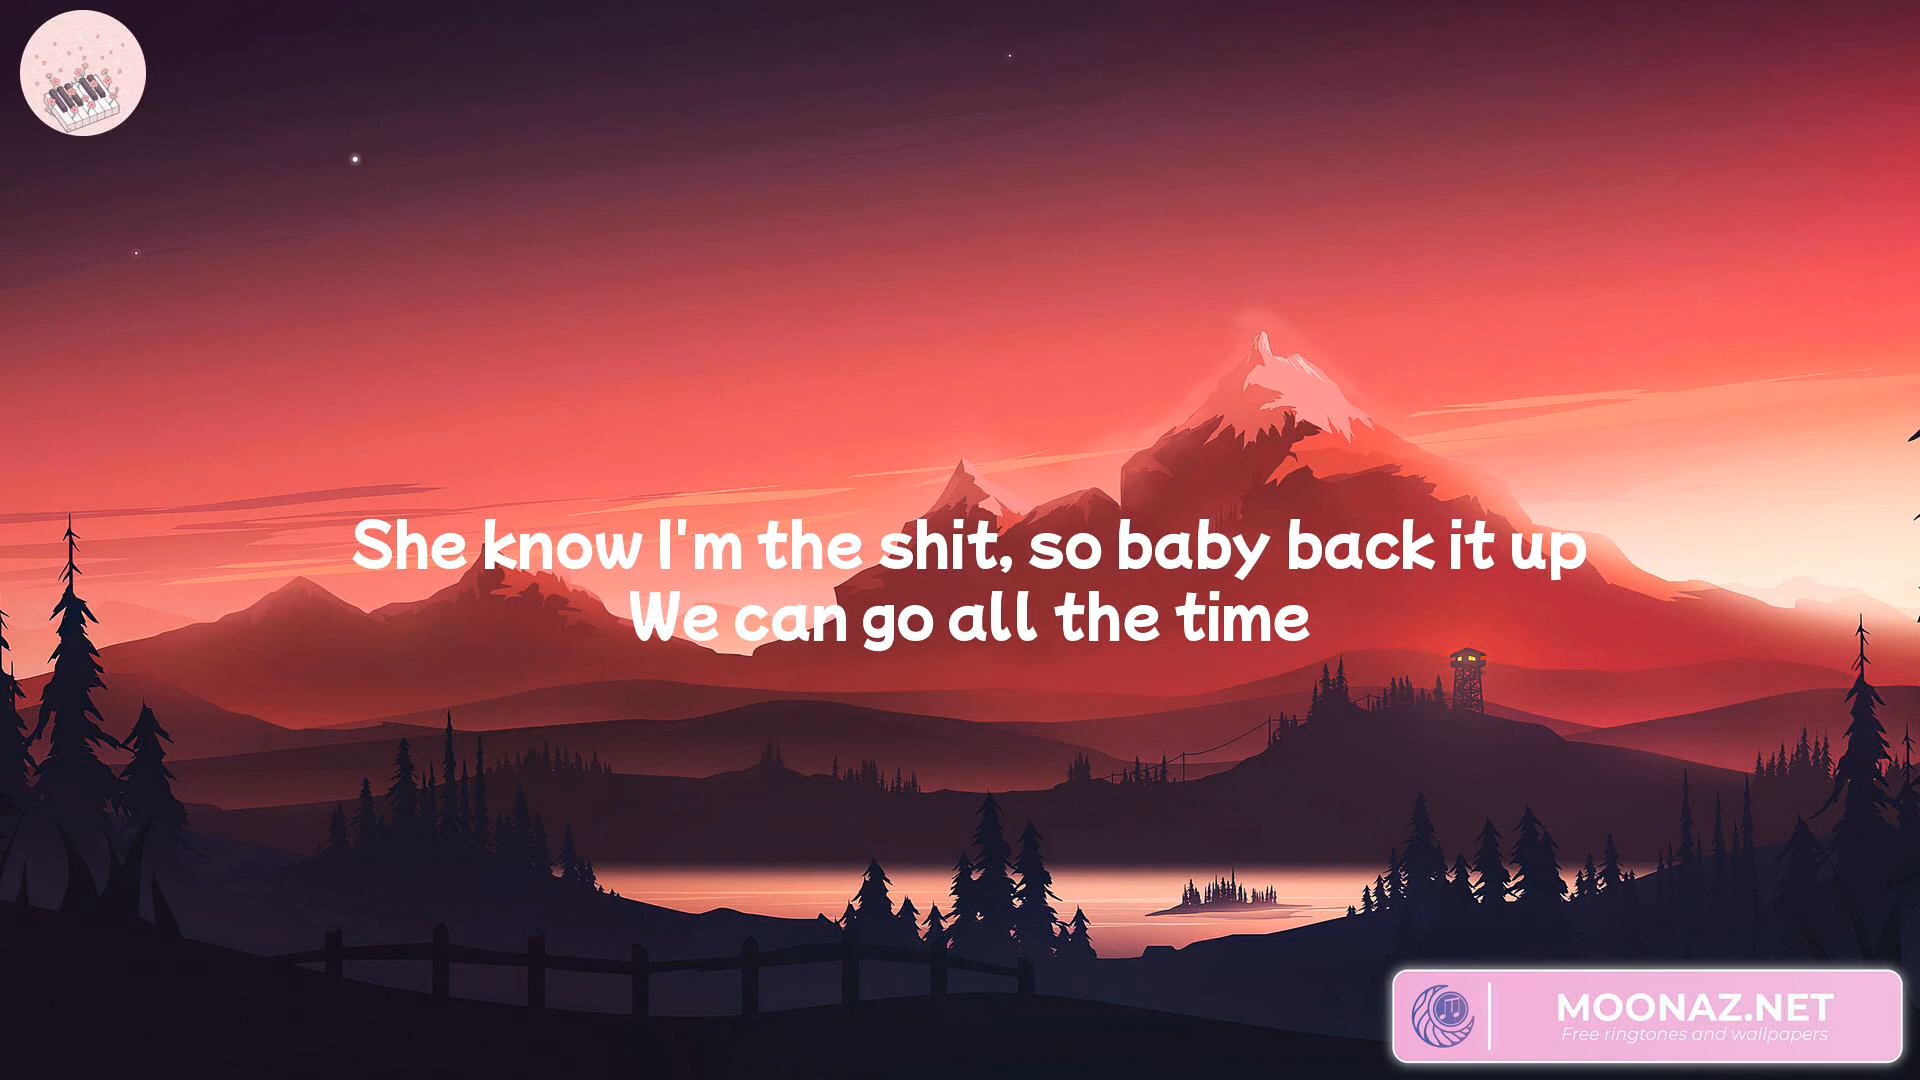 She know I'm the shit, so baby back it up
We can go all the time
MOONAZ.NET
Free ringtones and wallpapers